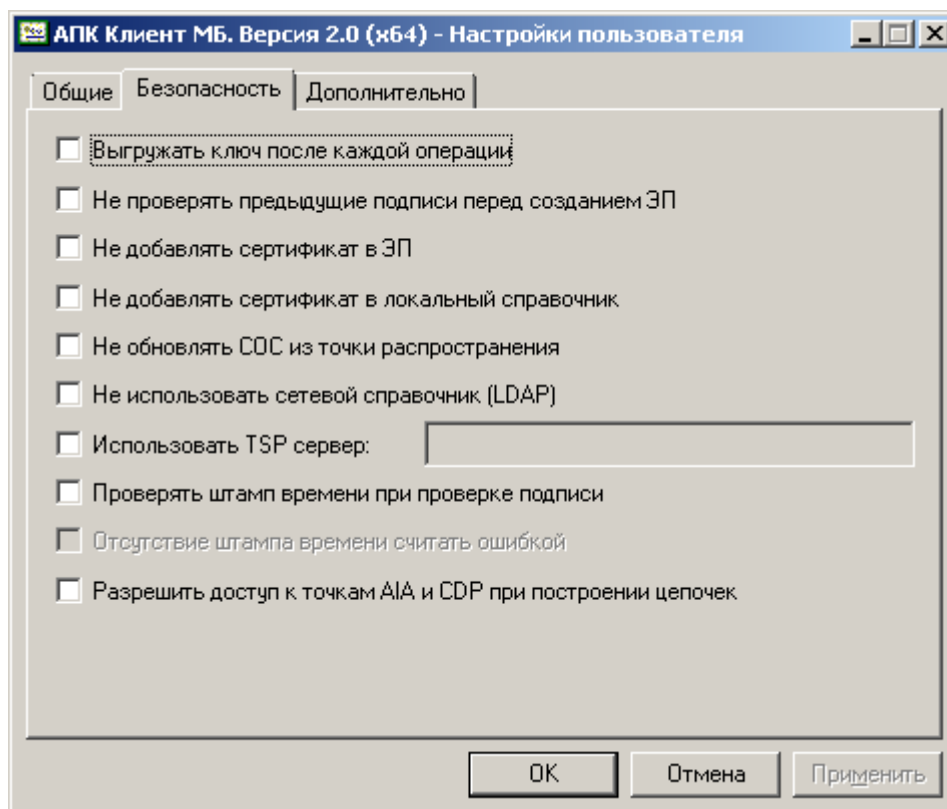 АПК Клиент МБ. Версия 2.0 (x64) - Настройки пользователя
Общие Безопасность Дополнительно
Выгружать ключ после каждой операции
Не проверять предыдущие подписи перед созданием ЭП
Не добавлять сертификат в ЭП
Не добавлять сертификат в локальный справочник
Не обновлять СОС из точки распространения
Не использовать сетевой справочник (LDAP)
Использовать TSP сервер:
Проверять штамп времени при проверке подписи
Отсутствие штампа времени считать ошибкой
Разрешить доступ к точкам AIA и CDP при построении цепочек
OK Отмена Применить